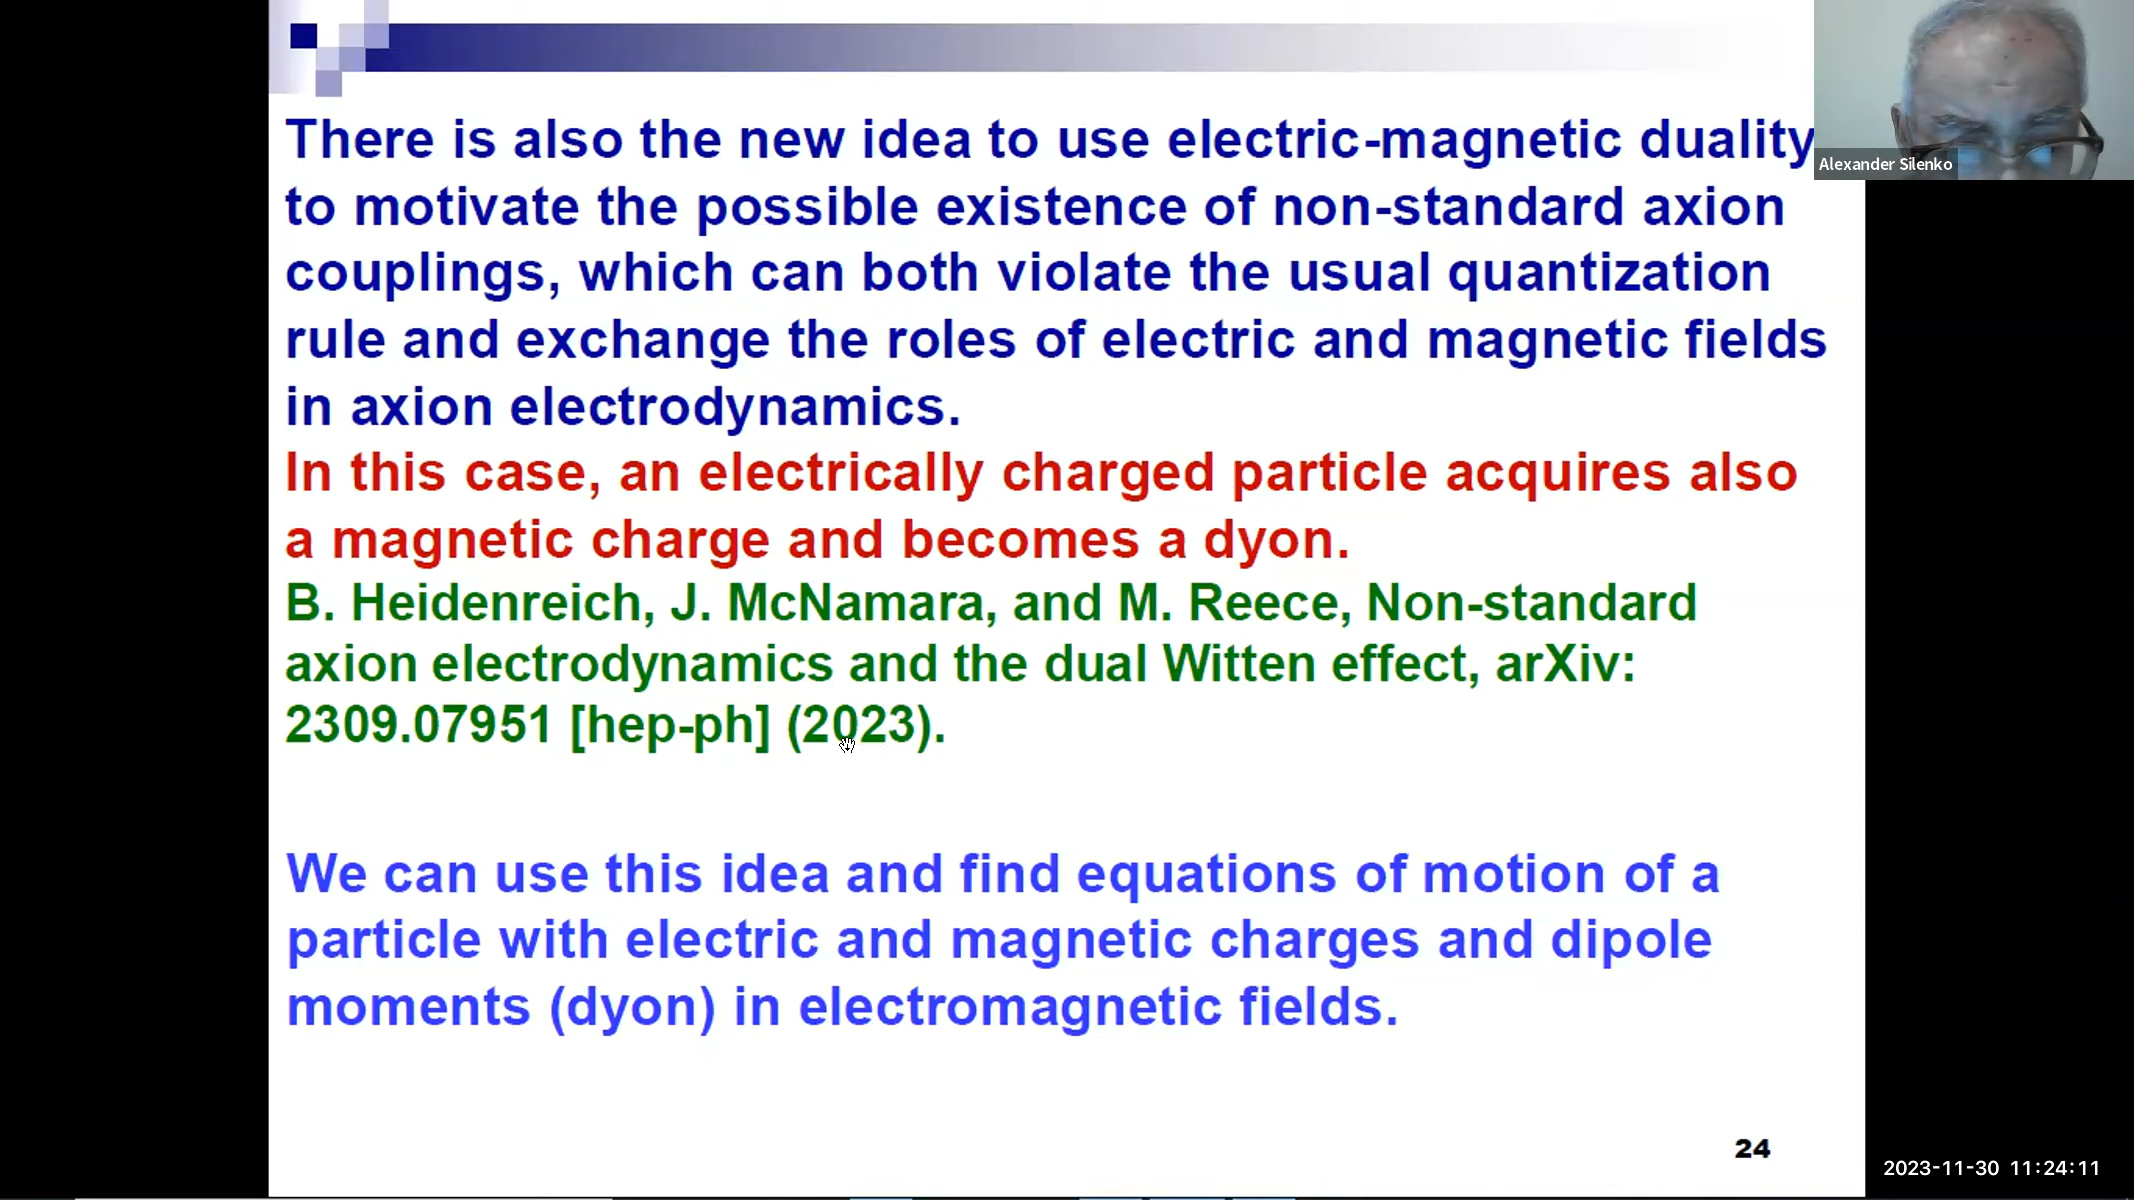 There is also the new idea to use electric-magnetic duality
to motivate the possible existence of non-standard axion
couplings, which can both violate the usual quantization
rule and exchange the roles of electric and magnetic fields
in axion electrodynamics.
In this case, an electrically charged particle acquires also
a magnetic charge and becomes a dyon.
B. Heidenreich, J. McNamara, and M. Reece, Non-standard
axion electrodynamics and the dual Witten effect, arXiv:
2309.07951 [hep-ph] (2023).
We can use this idea and find equations of motion of a
particle with electric and magnetic charges and dipole
moments (dyon) in electromagnetic fields.
24
Alexander Silenko
2023-11-30 11:24:11